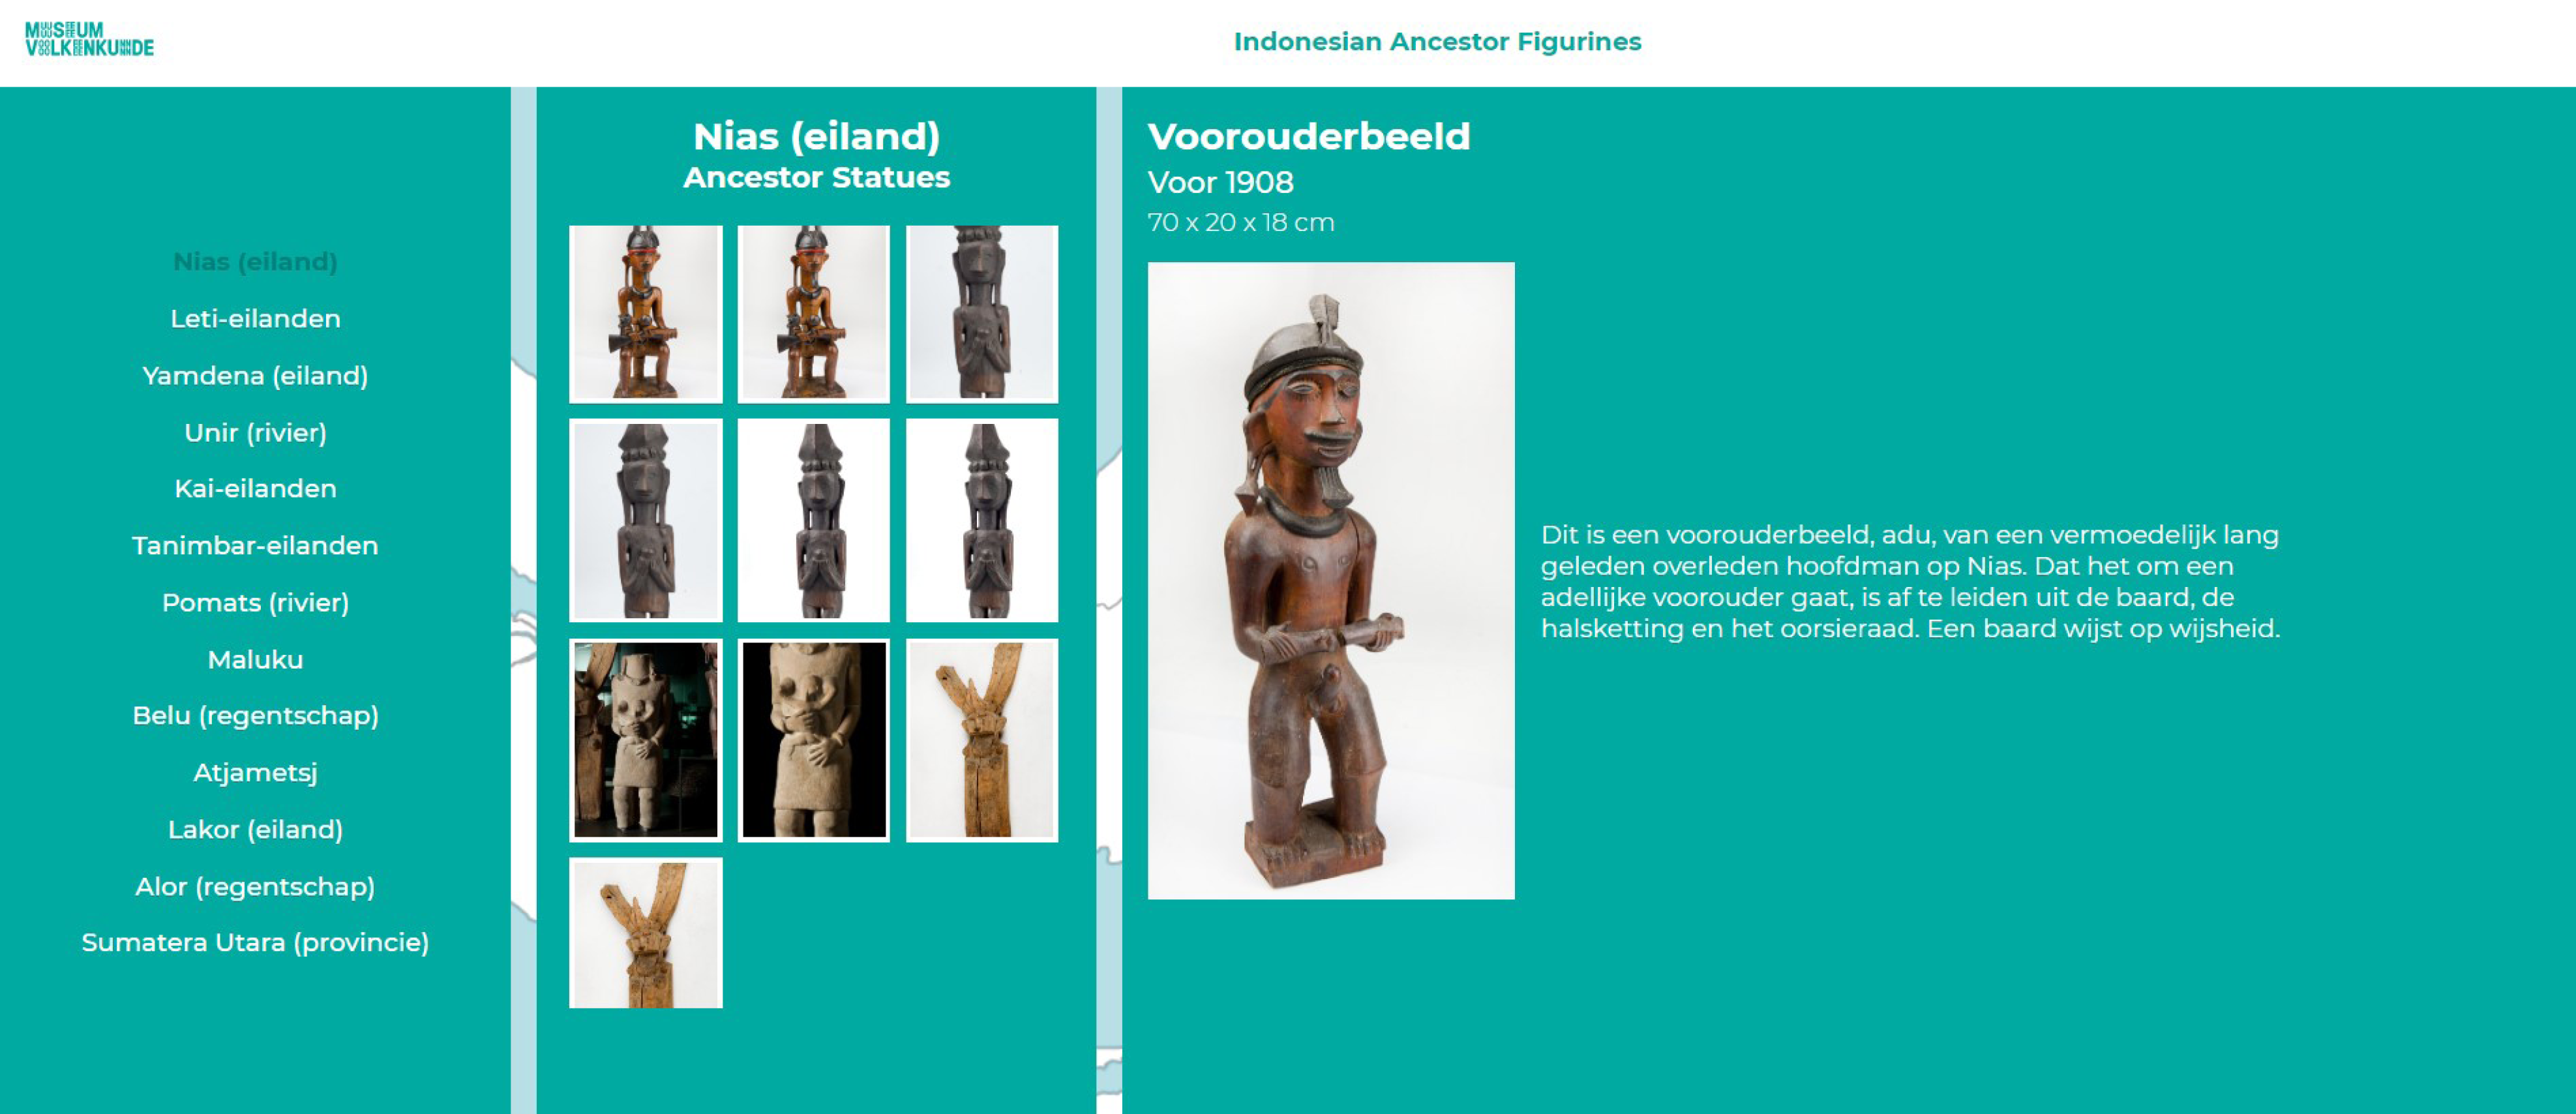 MUSEUM
VOLKENKUNDE
Indonesian Ancestor Figurines
Nias (eiland)
Leti-eilanden
Yamdena (eiland)
Unir (rivier)
Kai-eilanden
Tanimbar-eilanden
Pomats (rivier)
Maluku
Belu (regentschap)
Atjametsj
Lakor (eiland)
Alor (regentschap)
Sumatera Utara (provincie)
Nias (eiland)
Ancestor Statues
Voorouderbeeld
Voor 1908
70 x 20 x 18 cm
Dit is een voorouderbeeld, adu, van een vermoedelijk lang
geleden overleden hoofdman op Nias. Dat het om een
adellijke voorouder gaat, is af te leiden uit de baard, de
halsketting en het oorsieraad. Een baard wijst op wijsheid.